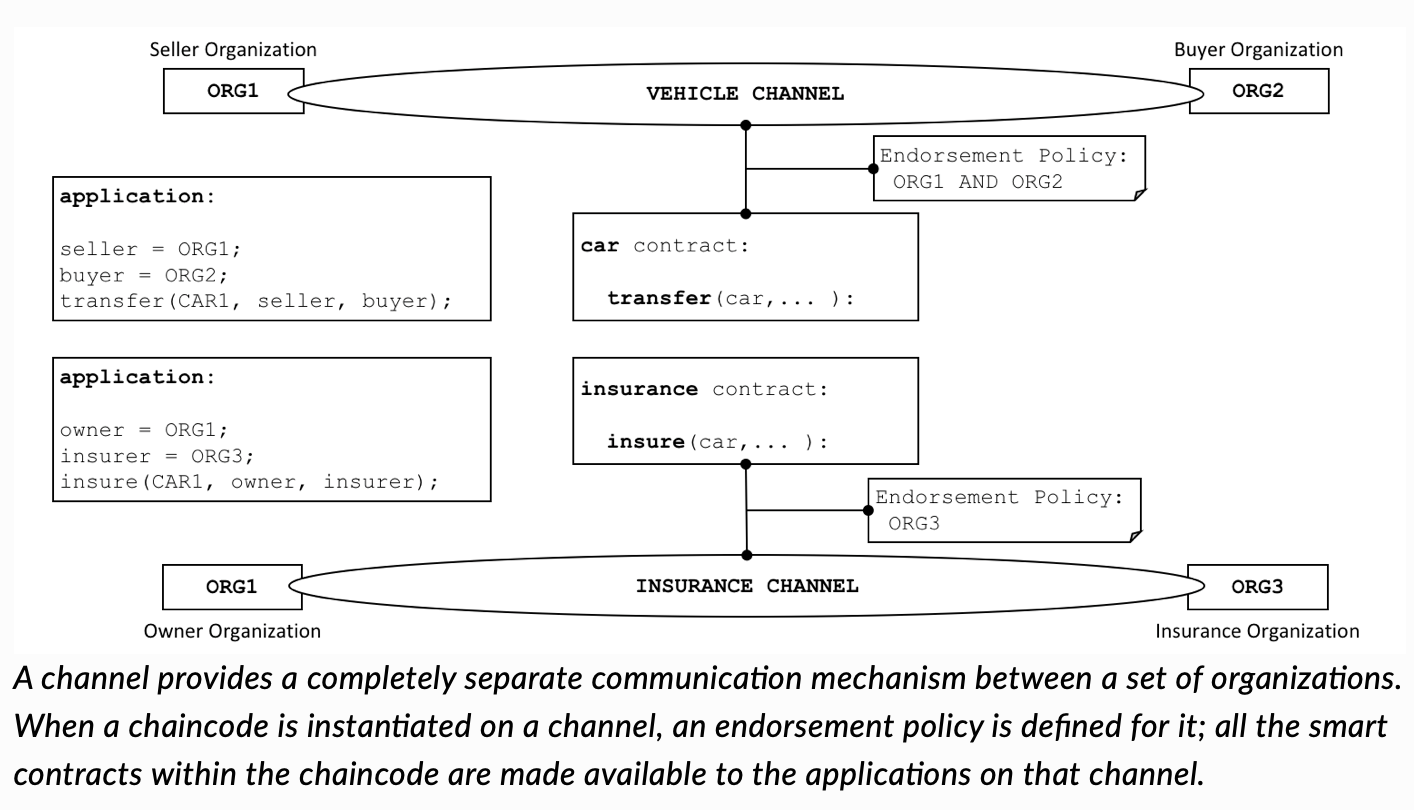 Seller Organization
Buyer Organization
ORG1
VEHICLE CHANNEL
ORG2
Endorsement Policy:
ORG1 AND ORG2
application:
seller = ORG1;
buyer = ORG2;
transfer(CAR1, seller, buyer);
car contract:
transfer(car,... ):
application:
owner = ORG1;
insurer = ORG3;
insure(CAR1, owner, insurer);
insurance contract:
insure(car,... ):
Endorsement Policy:
ORG3
ORG1
INSURANCE CHANNEL
ORG3
Owner Organization
Insurance Organization
A channel provides a completely separate communication mechanism between a set of organizations.
When a chaincode is instantiated on a channel, an endorsement policy is defined for it; all the smart
contracts within the chaincode are made available to the applications on that channel.